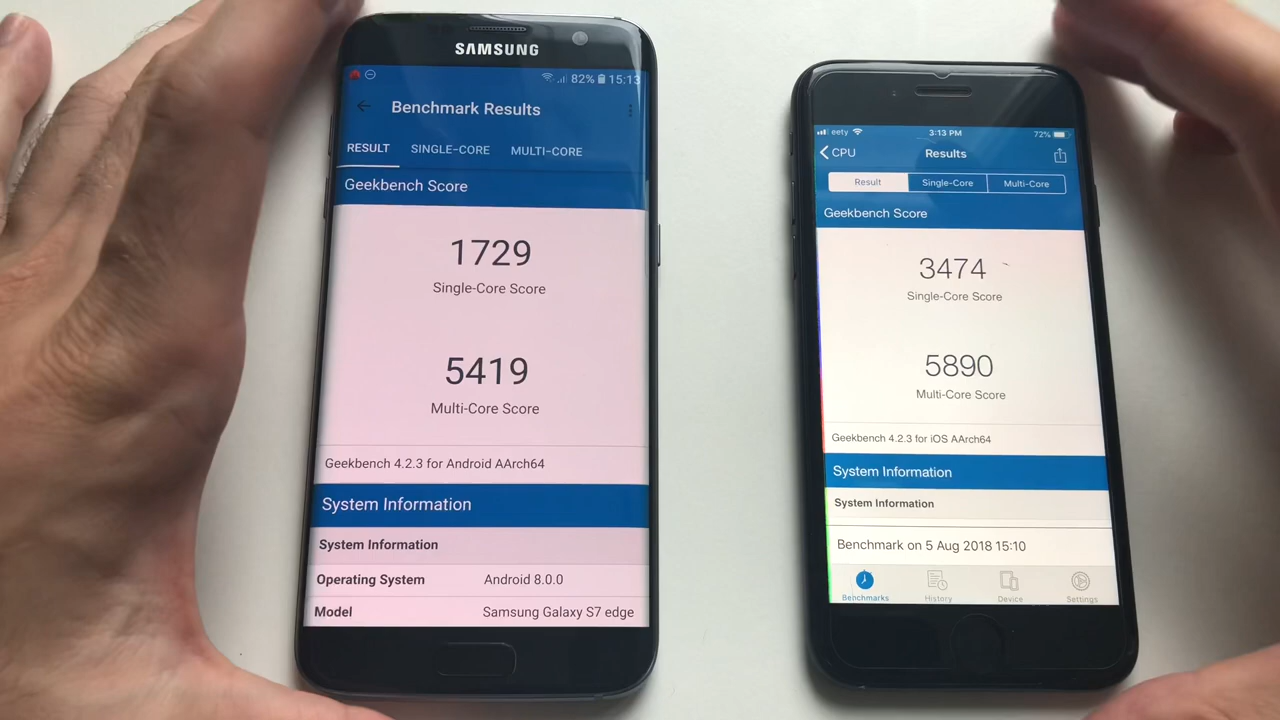 SAMSUNG
82% 15:13
Benchmark Results
RESULT SINGLE-CORE MULTI-CORE
Geekbench Score
1729
Single-Core Score
5419
Multi-Core Score
Geekbench 4.2.3 for Android AArch64
System Information
System Information
Operating System Android 8.0.0
Model Samsung Galaxy S7 edge
eety 3:13 PM 72%
CPU Results
Result Single-Core Multi-Core
Geekbench Score
3474
Single-Core Score
5890
Multi-Core Score
Geekbench 4.2.3 for iOS AArch64
System Information
System Information
Benchmark on 5 Aug 2018 15:10
Benchmarks History Device Settings